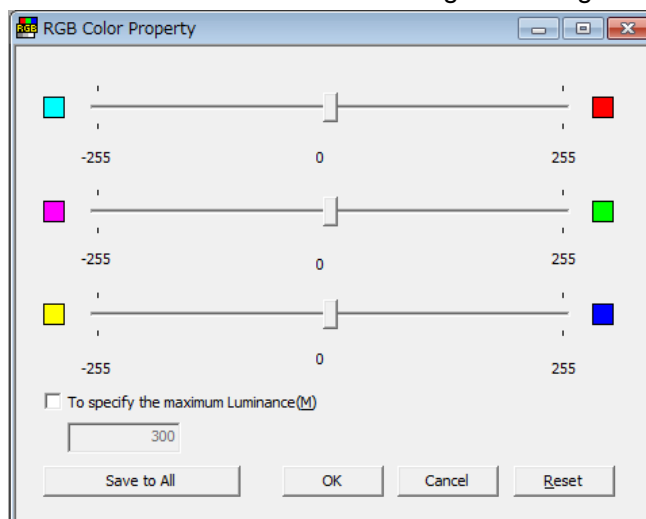 RGB RGB Color Property
-255 0 255
-255 0 255
-255 0 255
To specify the maximum Luminance(M)
300
Save to All OK Cancel Reset